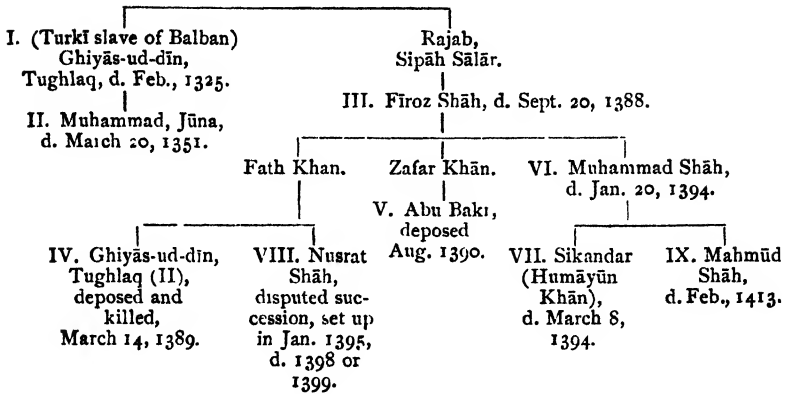 I. (Turkī slave of Balban)
Ghiyās-ud-dīn,
Tughlaq, d. Feb., 1325.
Rajab,
Sipāh Sālār.
II. Muhammad, Jūna,
d. March 20, 1351.
III. Fīroz Shāh, d. Sept. 20, 1388.
Fath Khan.
Zafar Khān.
VI. Muhammad Shāh,
d. Jan. 20, 1394.
V. Abu Bakr,
deposed
Aug. 1390.
IV. Ghiyās-ud-dīn,
Tughlaq (II),
deposed and
killed,
March 14, 1389.
VIII. Nusrat
Shāh,
disputed suc-
cession, set up
in Jan. 1395,
d. 1398 or
1399.
VII. Sikandar
(Humāyūn
Khān),
d. March 8,
1394.
IX. Mahmūd
Shāh,
d. Feb., 1413.